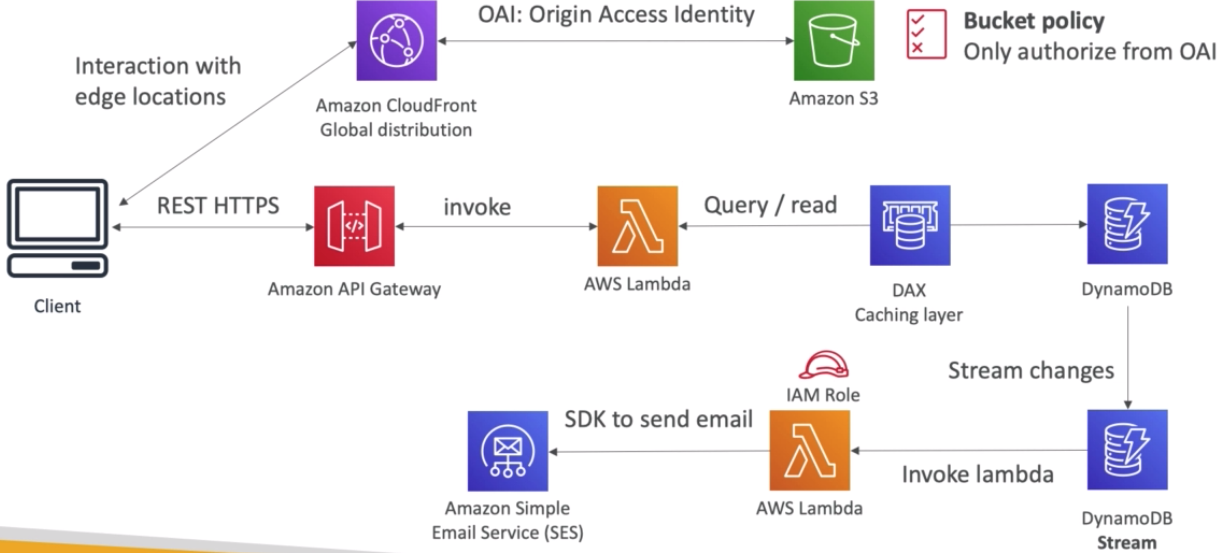 OAI: Origin Access Identity
Bucket policy
Only authorize from OAI
Interaction with
edge locations
Amazon CloudFront
Global distribution
Amazon S3
REST HTTPS
invoke
Query / read
</>
Client
Amazon API Gateway
AWS Lambda
DAX
Caching layer
DynamoDB
Stream changes
IAM Role
SDK to send email
Invoke lambda
Amazon Simple
Email Service (SES)
AWS Lambda
DynamoDB
Stream